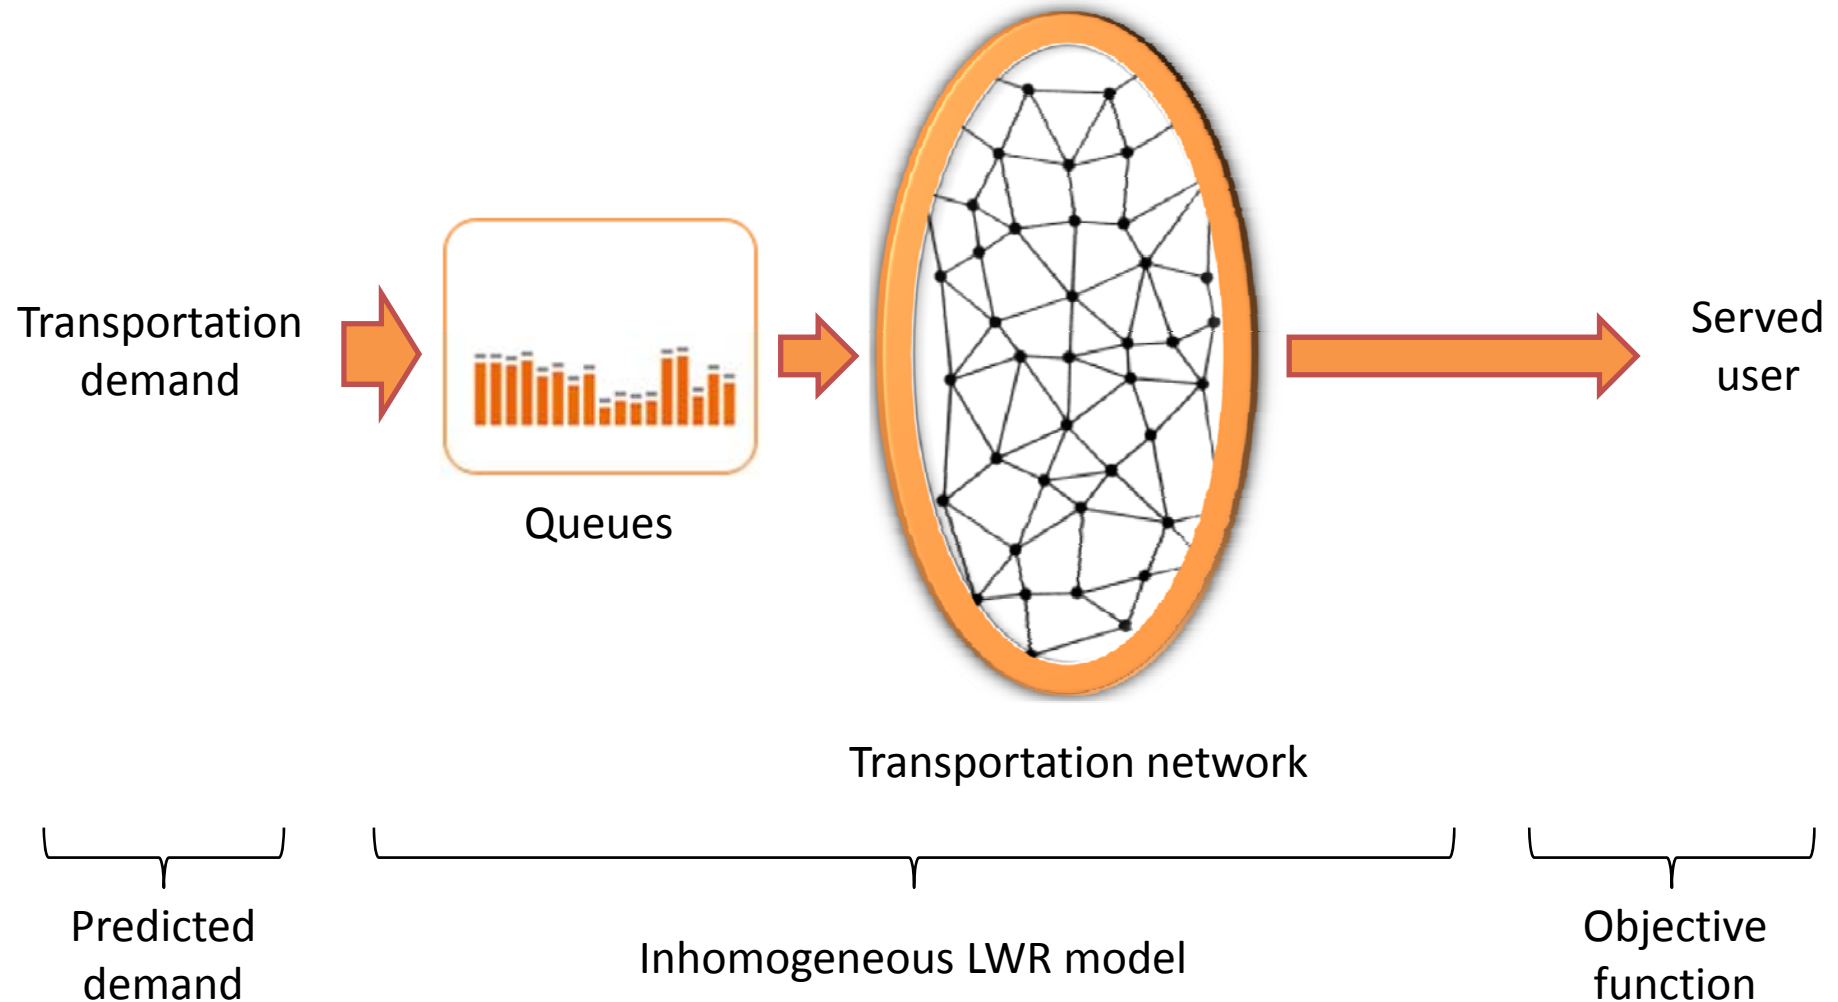 Transportation
demand
Queues
Transportation network
Served
user
Predicted
demand
Inhomogeneous LWR model
Objective
function